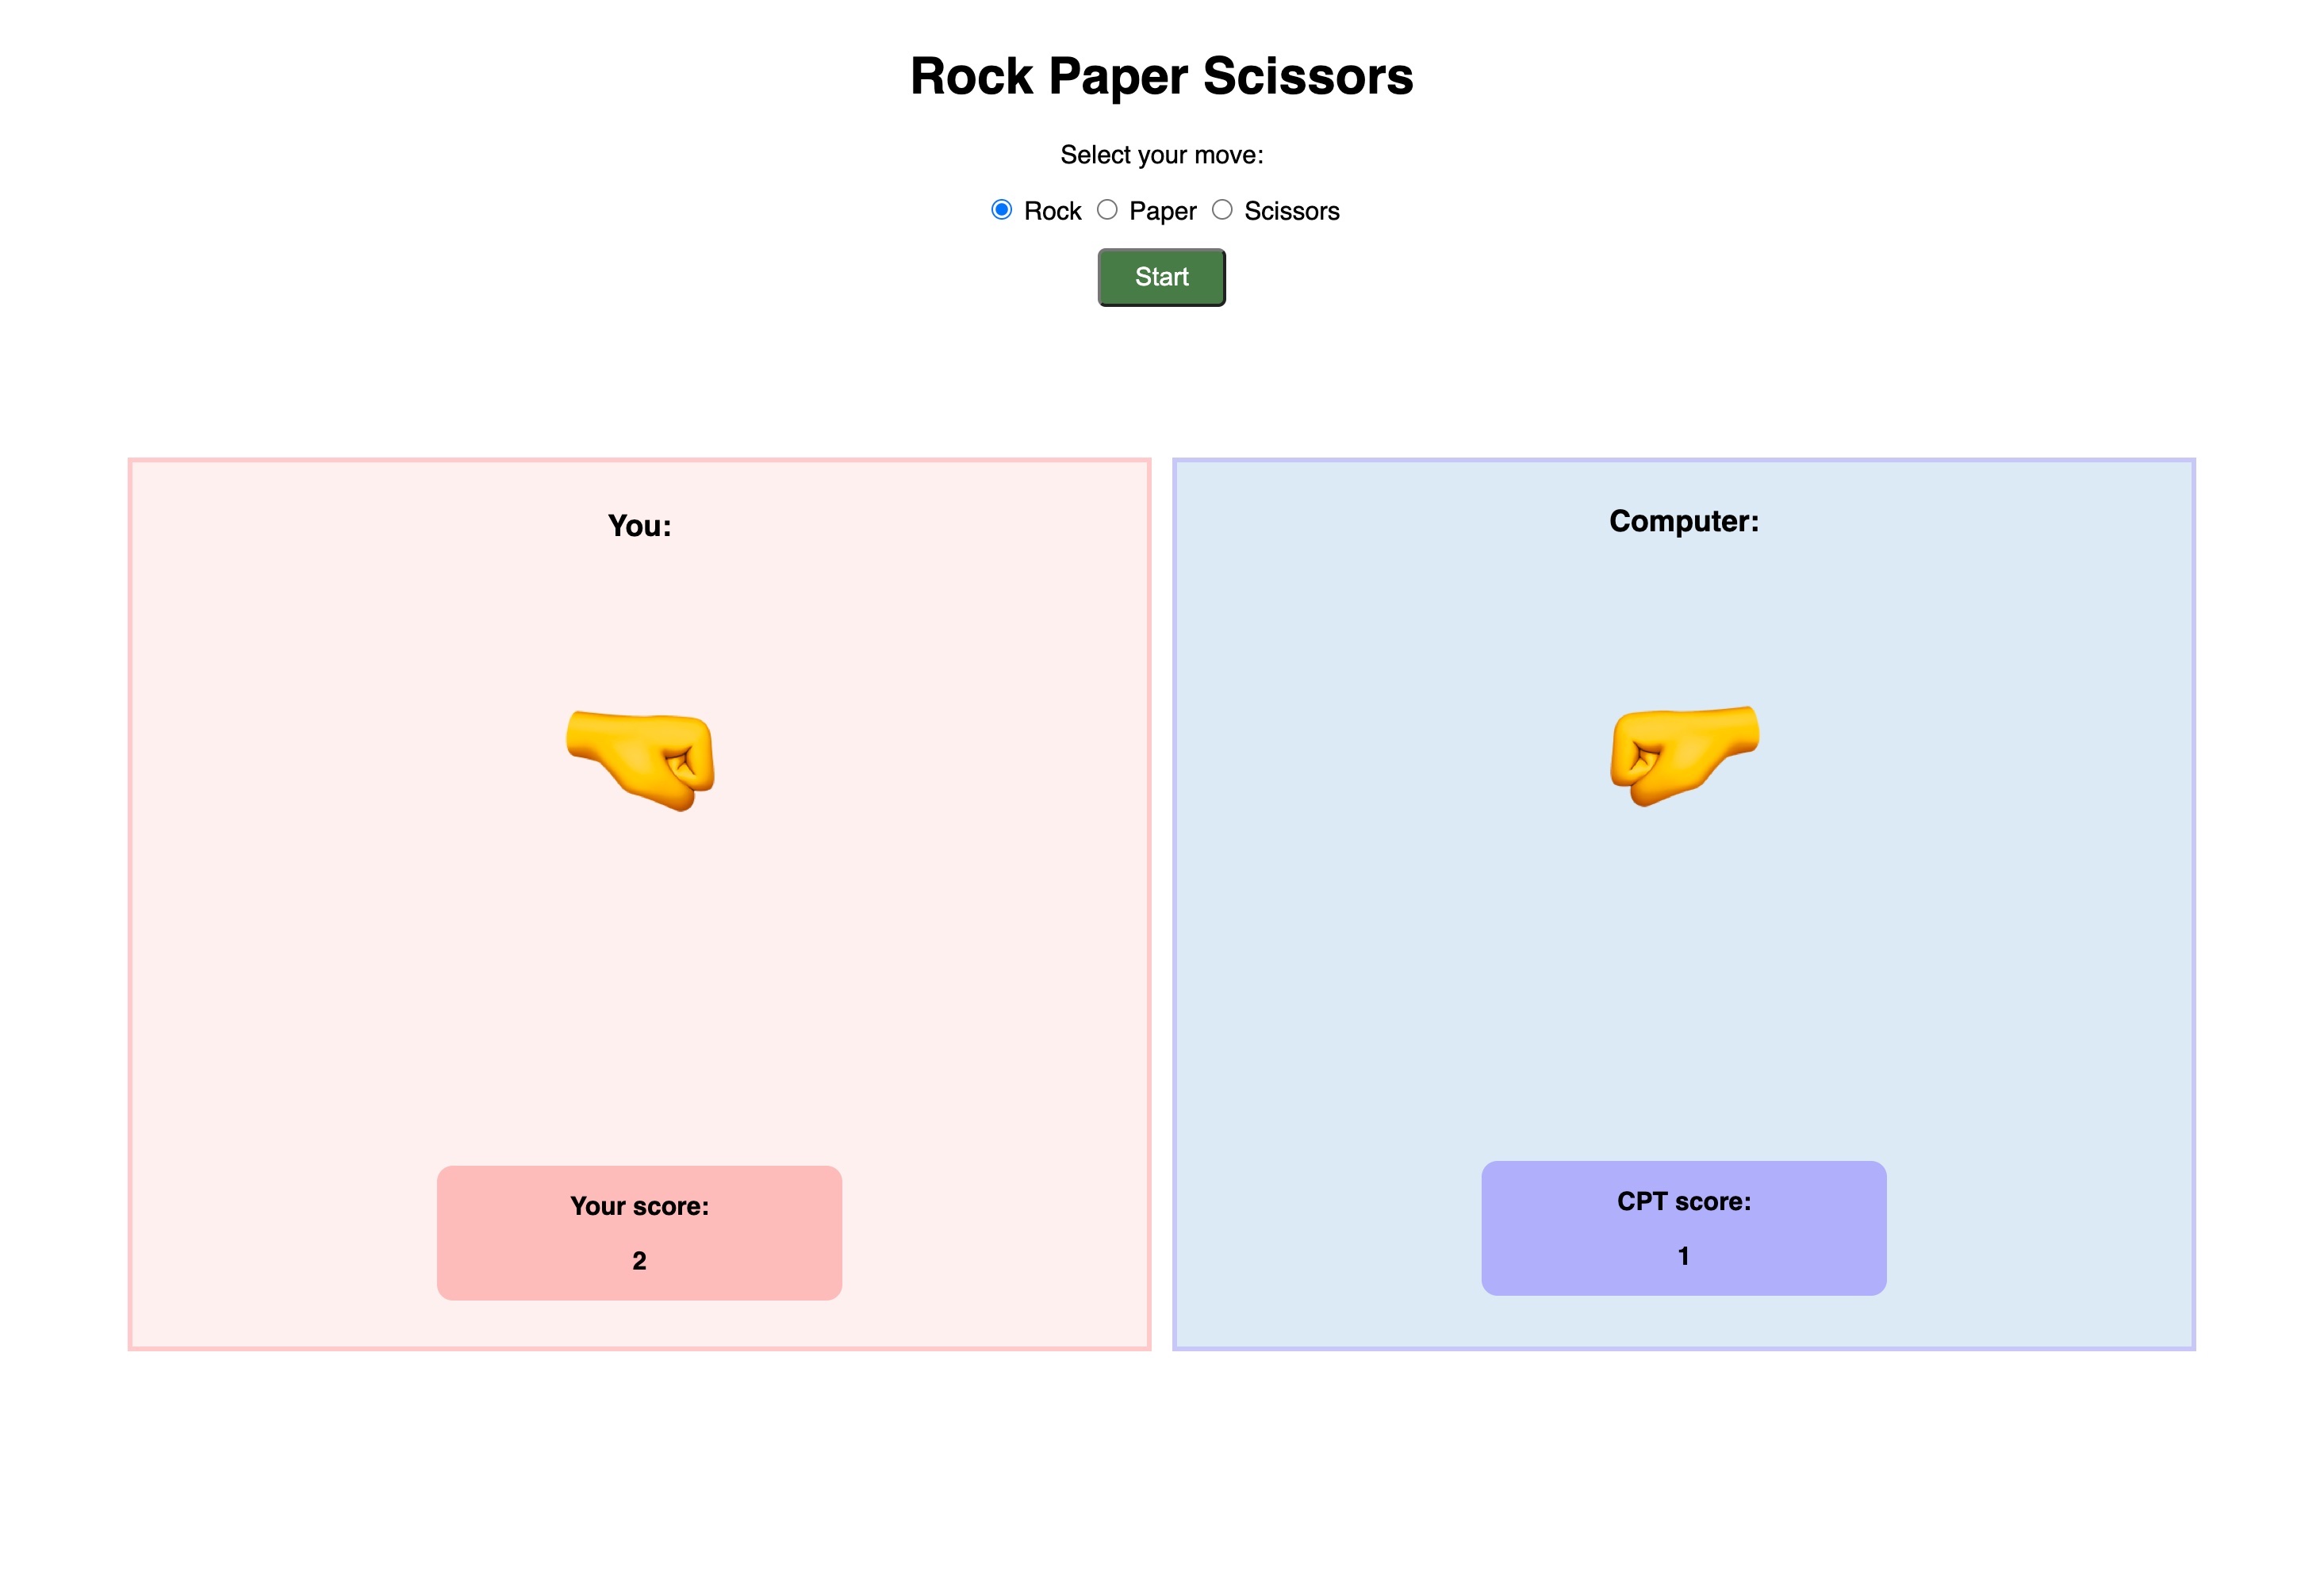 Rock Paper Scissors
Select your move:
Rock Paper Scissors
Start
You:
Computer:
Your score:
2
CPT score:
1